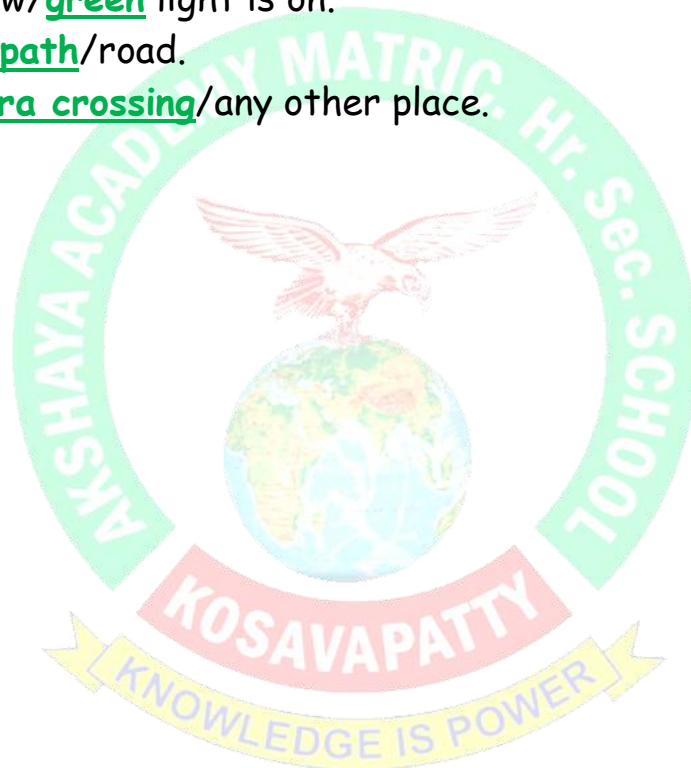 w/green light is on.
path/road.
ra crossing/any other place.
AKSHAYA ACADEMY MATRIC. Hr. Sec. SCHOOL
KOSAVAPATTY
KNOWLEDGE IS POWER